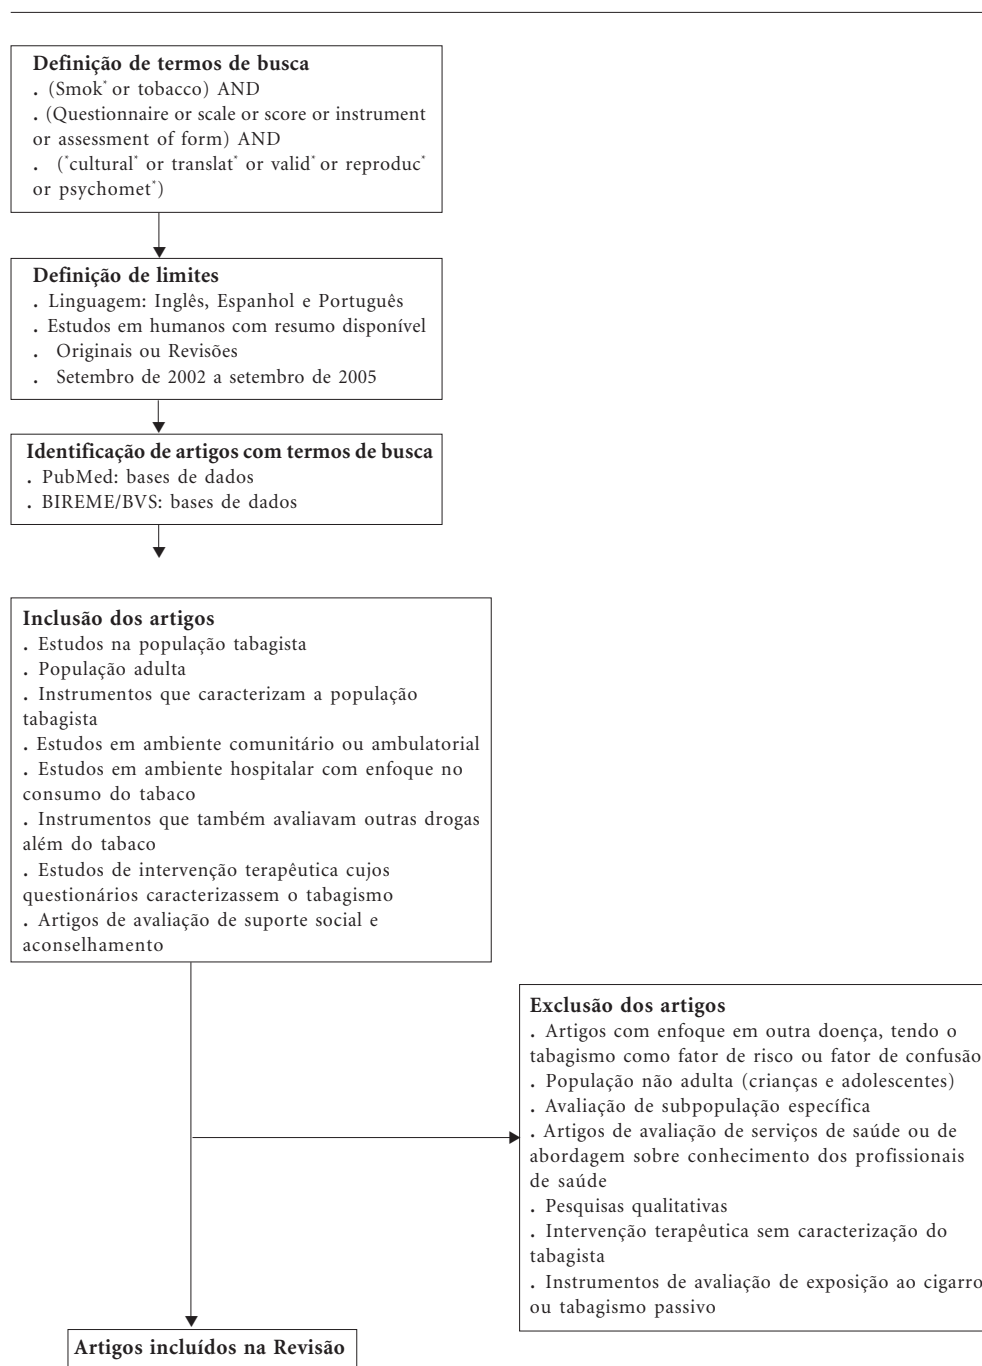 Definição de termos de busca
. (Smok* or tobacco) AND
. (Questionnaire or scale or score or instrument
or assessment of form) AND
. (*cultural* or translat* or valid* or reproduc*
or psychomet*)
Definição de limites
. Linguagem: Inglês, Espanhol e Português
. Estudos em humanos com resumo disponível
. Originais ou Revisões
. Setembro de 2002 a setembro de 2005
Identificação de artigos com termos de busca
. PubMed: bases de dados
. BIREME/BVS: bases de dados
Inclusão dos artigos
. Estudos na população tabagista
. População adulta
. Instrumentos que caracterizam a população
tabagista
. Estudos em ambiente comunitário ou ambulatorial
. Estudos em ambiente hospitalar com enfoque no
consumo do tabaco
. Instrumentos que também avaliavam outras drogas
além do tabaco
. Estudos de intervenção terapêutica cujos
questionários caracterizassem o tabagismo
. Artigos de avaliação de suporte social e
aconselhamento
Exclusão dos artigos
. Artigos com enfoque em outra doença, tendo o
tabagismo como fator de risco ou fator de confusão
. População não adulta (crianças e adolescentes)
. Avaliação de subpopulação específica
. Artigos de avaliação de serviços de saúde ou de
abordagem sobre conhecimento dos profissionais
de saúde
. Pesquisas qualitativas
. Intervenção terapêutica sem caracterização do
tabagista
. Instrumentos de avaliação de exposição ao cigarro
ou tabagismo passivo
Artigos incluídos na Revisão